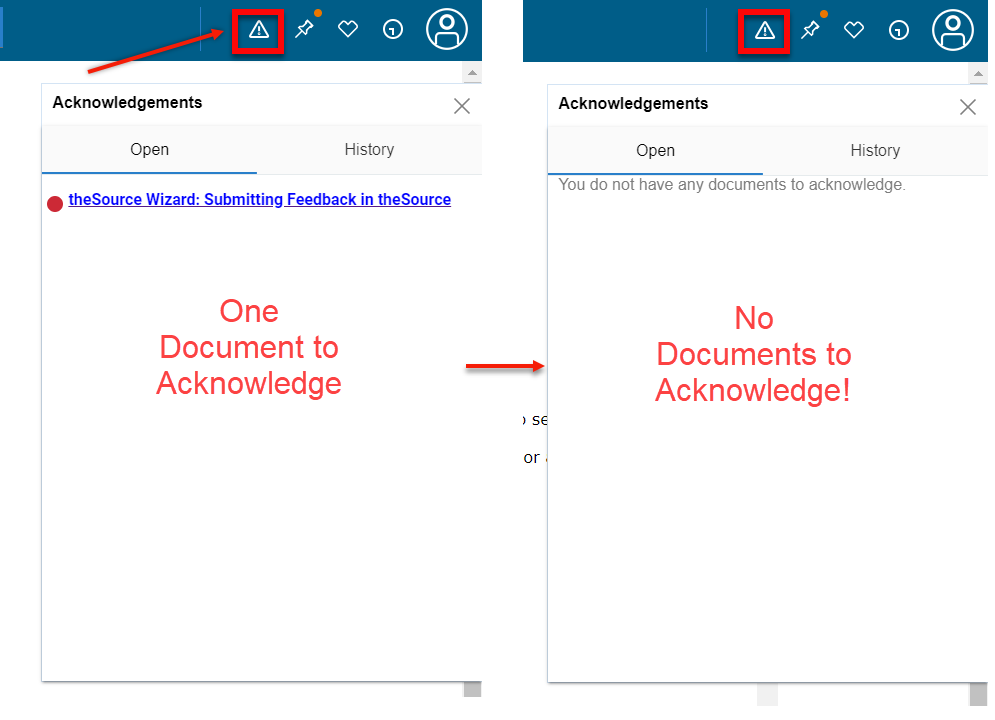 Acknowledgements
Open History
theSource Wizard: Submitting Feedback in theSource
One
Document to
Acknowledge
Acknowledgements
Open History
You do not have any documents to acknowledge.
No
Documents to
Acknowledge!
se
or